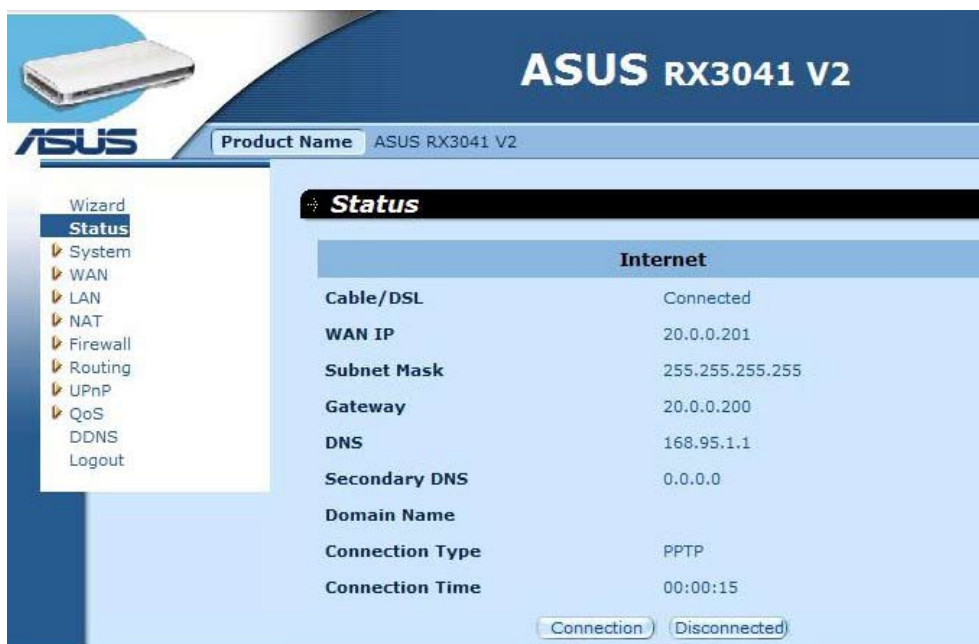 ASUS RX3041 V2
ASUS
Product Name ASUS RX3041 V2
Wizard
Status
System
WAN
LAN
NAT
Firewall
Routing
UPnP
QoS
DDNS
Logout
Status
Internet
Cable/DSL Connected
WAN IP 20.0.0.201
Subnet Mask 255.255.255.255
Gateway 20.0.0.200
DNS 168.95.1.1
Secondary DNS 0.0.0.0
Domain Name
Connection Type PPTP
Connection Time 00:00:15
Connection Disconnected